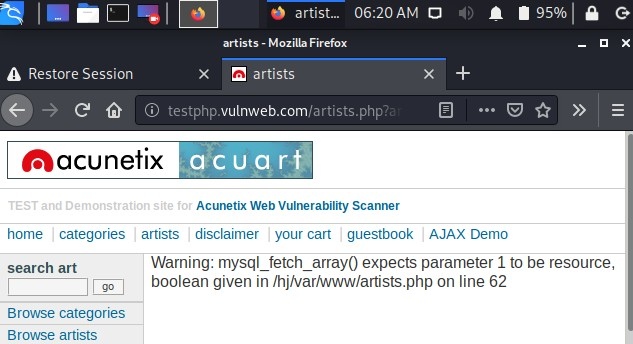 artist...
06:20 AM
95%
artists - Mozilla Firefox
Restore Session
artists
testphp.vulnweb.com/artists.php?a
acunetix acuart
TEST and Demonstration site for Acunetix Web Vulnerability Scanner
home | categories | artists | disclaimer | your cart | guestbook | AJAX Demo
search art
go
Browse categories
Browse artists
Warning: mysql_fetch_array() expects parameter 1 to be resource,
boolean given in /hj/var/www/artists.php on line 62